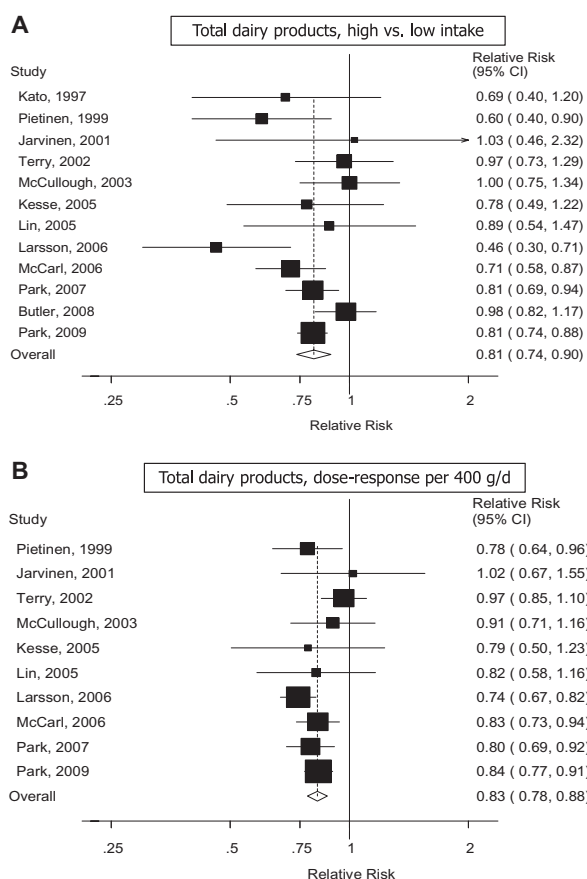 A
Total dairy products, high vs. low intake
Relative Risk
Study (95% CI)
Kato, 1997 0.69 ( 0.40, 1.20)
Pietinen, 1999 0.60 ( 0.40, 0.90)
Jarvinen, 2001 1.03 ( 0.46, 2.32)
Terry, 2002 0.97 ( 0.73, 1.29)
McCullough, 2003 1.00 ( 0.75, 1.34)
Kesse, 2005 0.78 ( 0.49, 1.22)
Lin, 2005 0.89 ( 0.54, 1.47)
Larsson, 2006 0.46 ( 0.30, 0.71)
McCarl, 2006 0.71 ( 0.58, 0.87)
Park, 2007 0.81 ( 0.69, 0.94)
Butler, 2008 0.98 ( 0.82, 1.17)
Park, 2009 0.81 ( 0.74, 0.88)
Overall 0.81 ( 0.74, 0.90)
.25 .5 .75 1 2
Relative Risk
B
Total dairy products, dose-response per 400 g/d
Relative Risk
Study (95% CI)
Pietinen, 1999 0.78 ( 0.64, 0.96)
Jarvinen, 2001 1.02 ( 0.67, 1.55)
Terry, 2002 0.97 ( 0.85, 1.10)
McCullough, 2003 0.91 ( 0.71, 1.16)
Kesse, 2005 0.79 ( 0.50, 1.23)
Lin, 2005 0.82 ( 0.58, 1.16)
Larsson, 2006 0.74 ( 0.67, 0.82)
McCarl, 2006 0.83 ( 0.73, 0.94)
Park, 2007 0.80 ( 0.69, 0.92)
Park, 2009 0.84 ( 0.77, 0.91)
Overall 0.83 ( 0.78, 0.88)
.25 .5 .75 1 2
Relative Risk